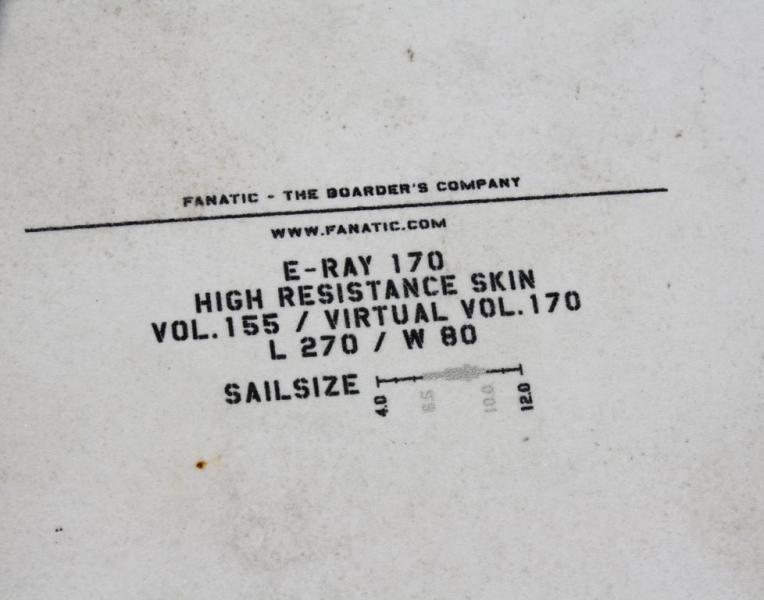 FANATIC - THE BOARDER'S COMPANY
WWW.FANATIC.COM
E-RAY 170
HIGH RESISTANCE SKIN
VOL.155 / VIRTUAL VOL.170
L 270 / W 80
SAILSIZE 4.0 6.5 10.0 12.0